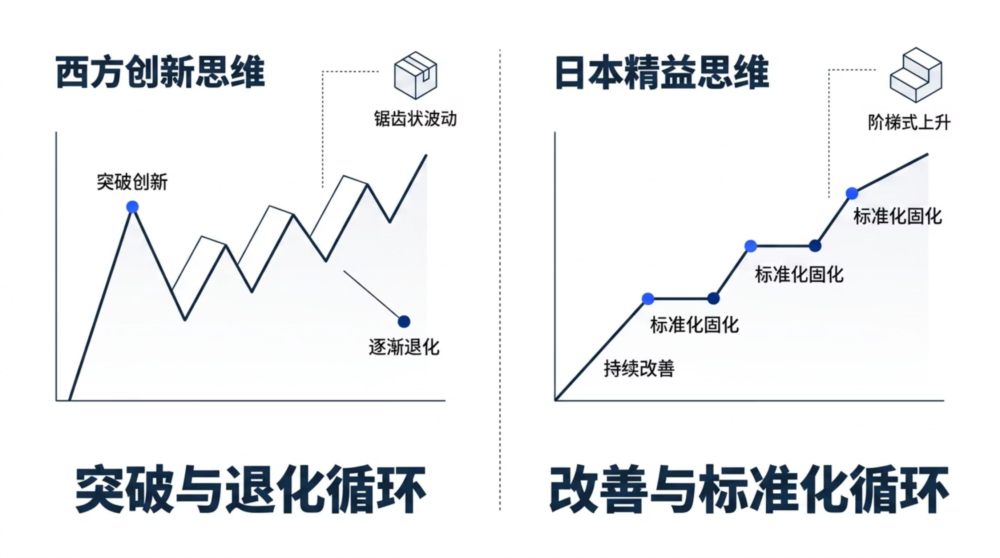 西方创新思维
锯齿状波动
突破创新
逐渐退化
突破与退化循环
日本精益思维
阶梯式上升
标准化固化
标准化固化
标准化固化
持续改善
改善与标准化循环